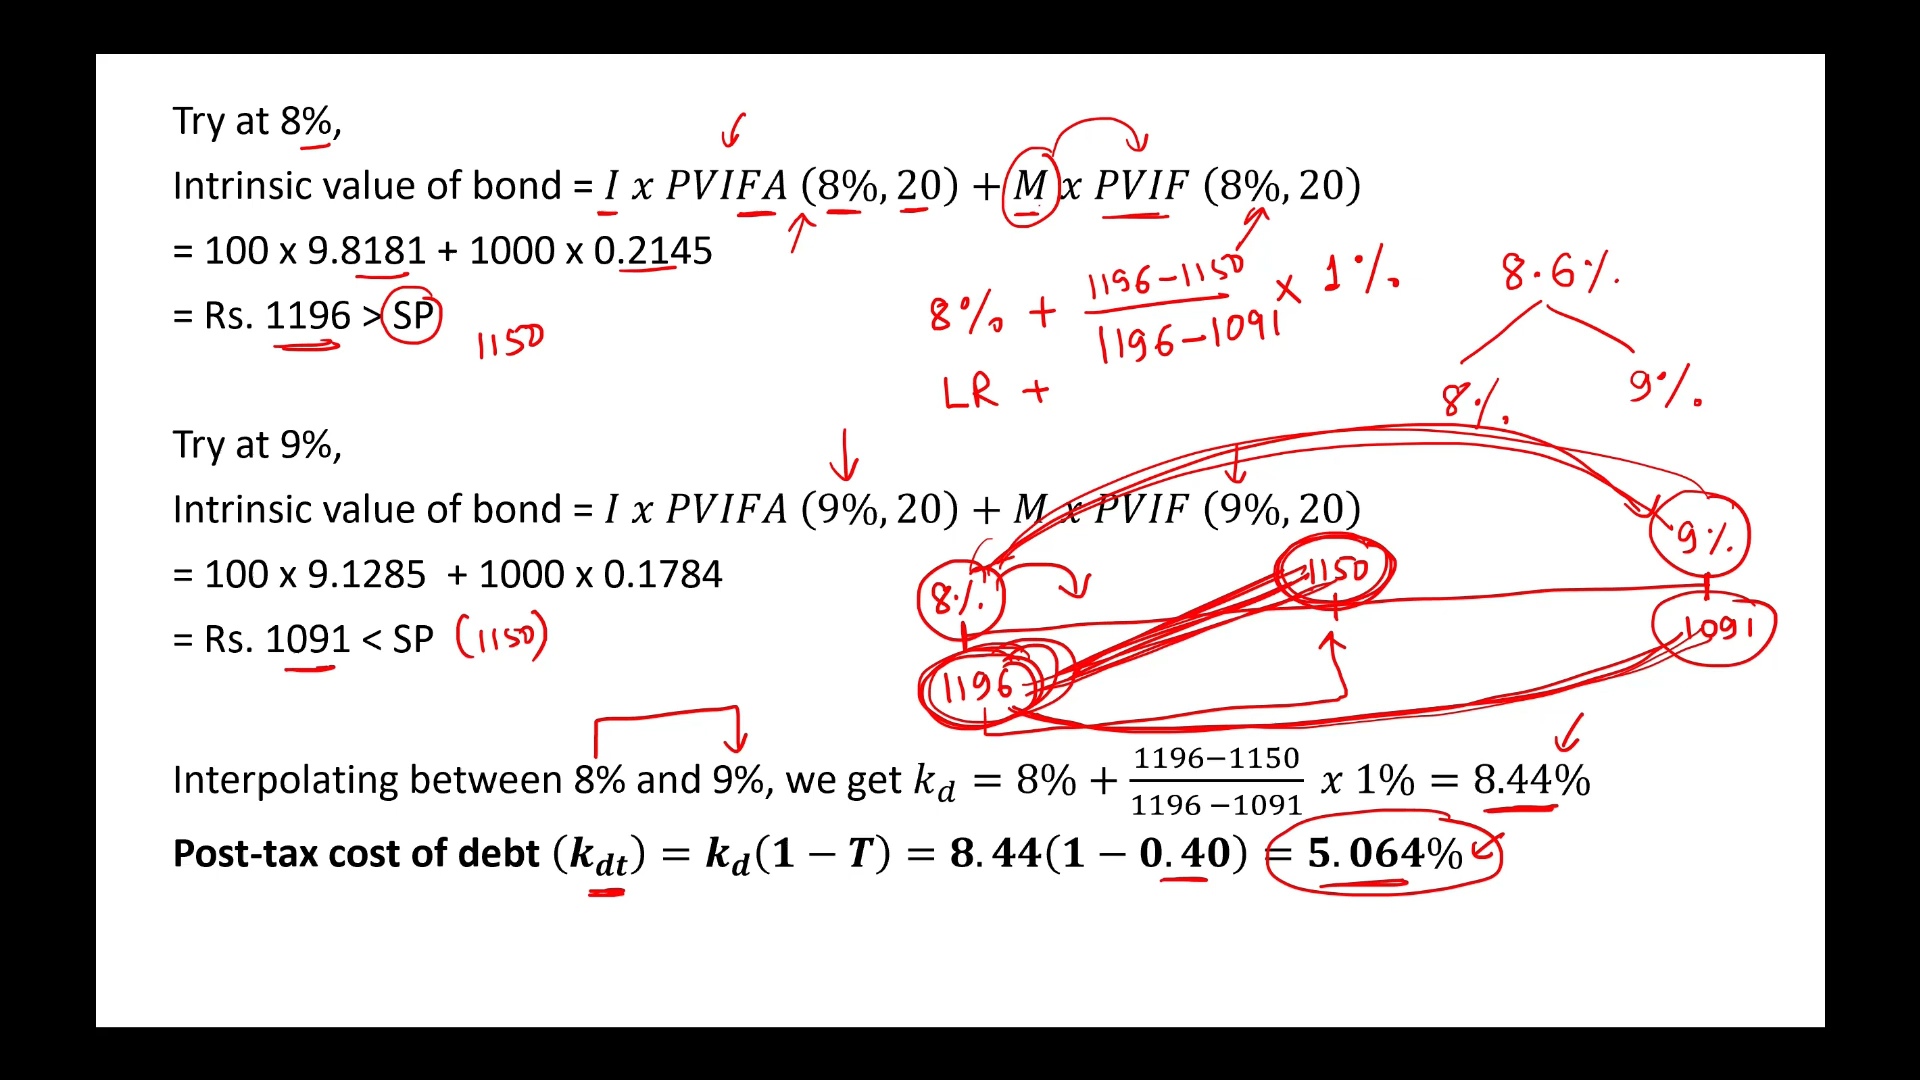 Try at 8%,
Intrinsic value of bond = I x PVIFA (8%, 20) + M x PVIF (8%, 20)
= 100 x 9.8181 + 1000 x 0.2145
= Rs. 1196 > SP
1150
8% + 1196-1150 / 1196-1091 x 1%
LR +
8.6%
8% 9%
Try at 9%,
Intrinsic value of bond = I x PVIFA (9%, 20) + M x PVIF (9%, 20)
= 100 x 9.1285 + 1000 x 0.1784
= Rs. 1091 < SP (1150)
8% 1150 9%
1196 1091
Interpolating between 8% and 9%, we get k_d = 8% + 1196−1150 / 1196 −1091 x 1% = 8.44%
Post-tax cost of debt (k_dt) = k_d(1 − T) = 8.44(1 − 0.40) = 5.064%